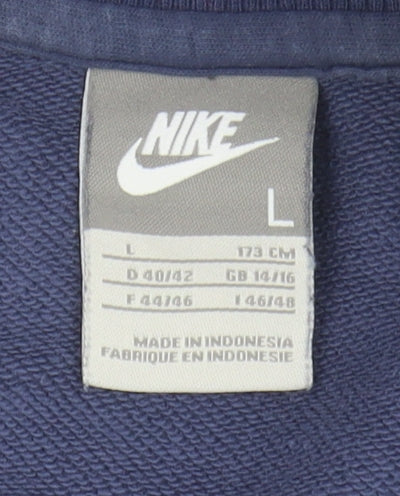 NIKE
L
L 173 CM
D 40/42 GB 14/16
F 44/46 I 46/48
MADE IN INDONESIA
FABRIQUE EN INDONESIE